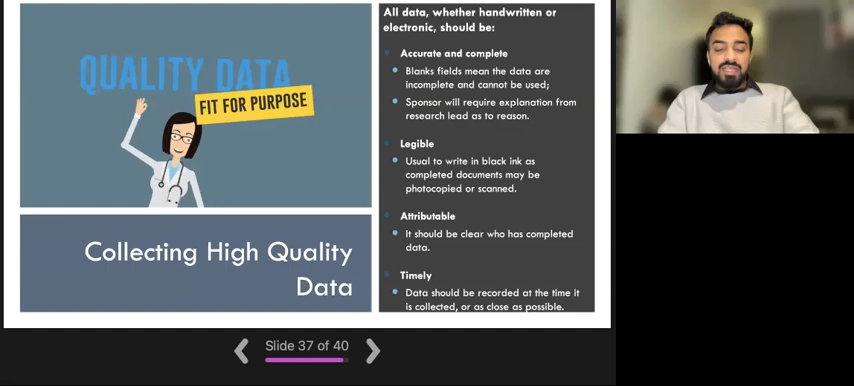 QUALITY DATA
FIT FOR PURPOSE
Collecting High Quality
Data
All data, whether handwritten or
electronic, should be:
Accurate and complete
Blanks fields mean the data are
incomplete and cannot be used;
Sponsor will require explanation from
research lead as to reason.
Legible
Usual to write in black ink as
completed documents may be
photocopied or scanned.
Attributable
It should be clear who has completed
data.
Timely
Data should be recorded at the time it
is collected, or as close as possible.
Slide 37 of 40